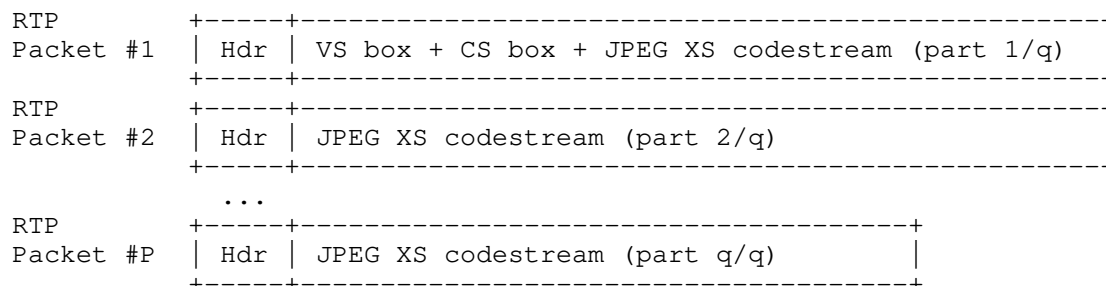 RTP +-----+------------------------------------------------
Packet #1 | Hdr | VS box + CS box + JPEG XS codestream (part 1/q)
+-----+------------------------------------------------
RTP +-----+------------------------------------------------
Packet #2 | Hdr | JPEG XS codestream (part 2/q)
+-----+------------------------------------------------
...
RTP +-----+------------------------------------+
Packet #P | Hdr | JPEG XS codestream (part q/q) |
+-----+------------------------------------+